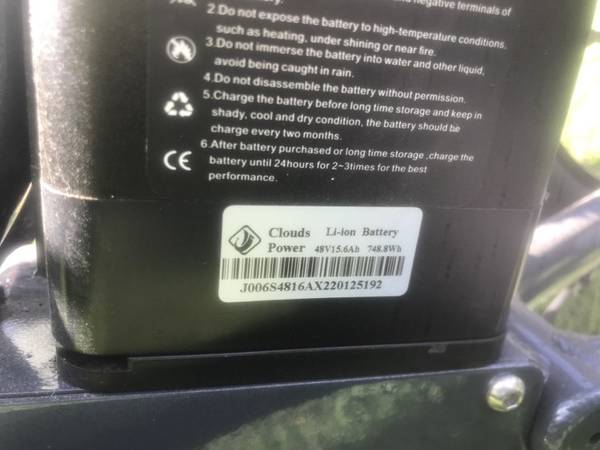 negative terminals of
2.Do not expose the battery to high-temperature conditions,
such as heating, under shining or near fire.
3.Do not immerse the battery into water and other liquid,
avoid being caught in rain.
4.Do not disassemble the battery without permission.
5.Charge the battery before long time storage and keep in
shady, cool and dry condition, the battery should be
charge every two months.
6.After battery purchased or long time storage ,charge the
battery until 24hours for 2~3times for the best
performance.
CE
Clouds Li-ion Battery
Power 48V15.6Ah 748.8Wh
J006S4816AX220125192